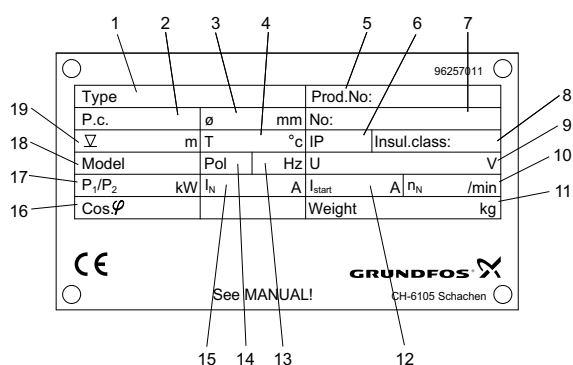 1 2 3 4 5 6 7
96257011
Type Prod.No:
P.c. ø mm No:
19 ∇ m T °c IP Insul.class: 8
18 Model Pol Hz U V 9
17 P1/P2 kW IN A Istart A nN /min 10
16 Cos.φ Weight kg 11
CE GRUNDFOS X
See MANUAL! CH-6105 Schachen
15 14 13 12